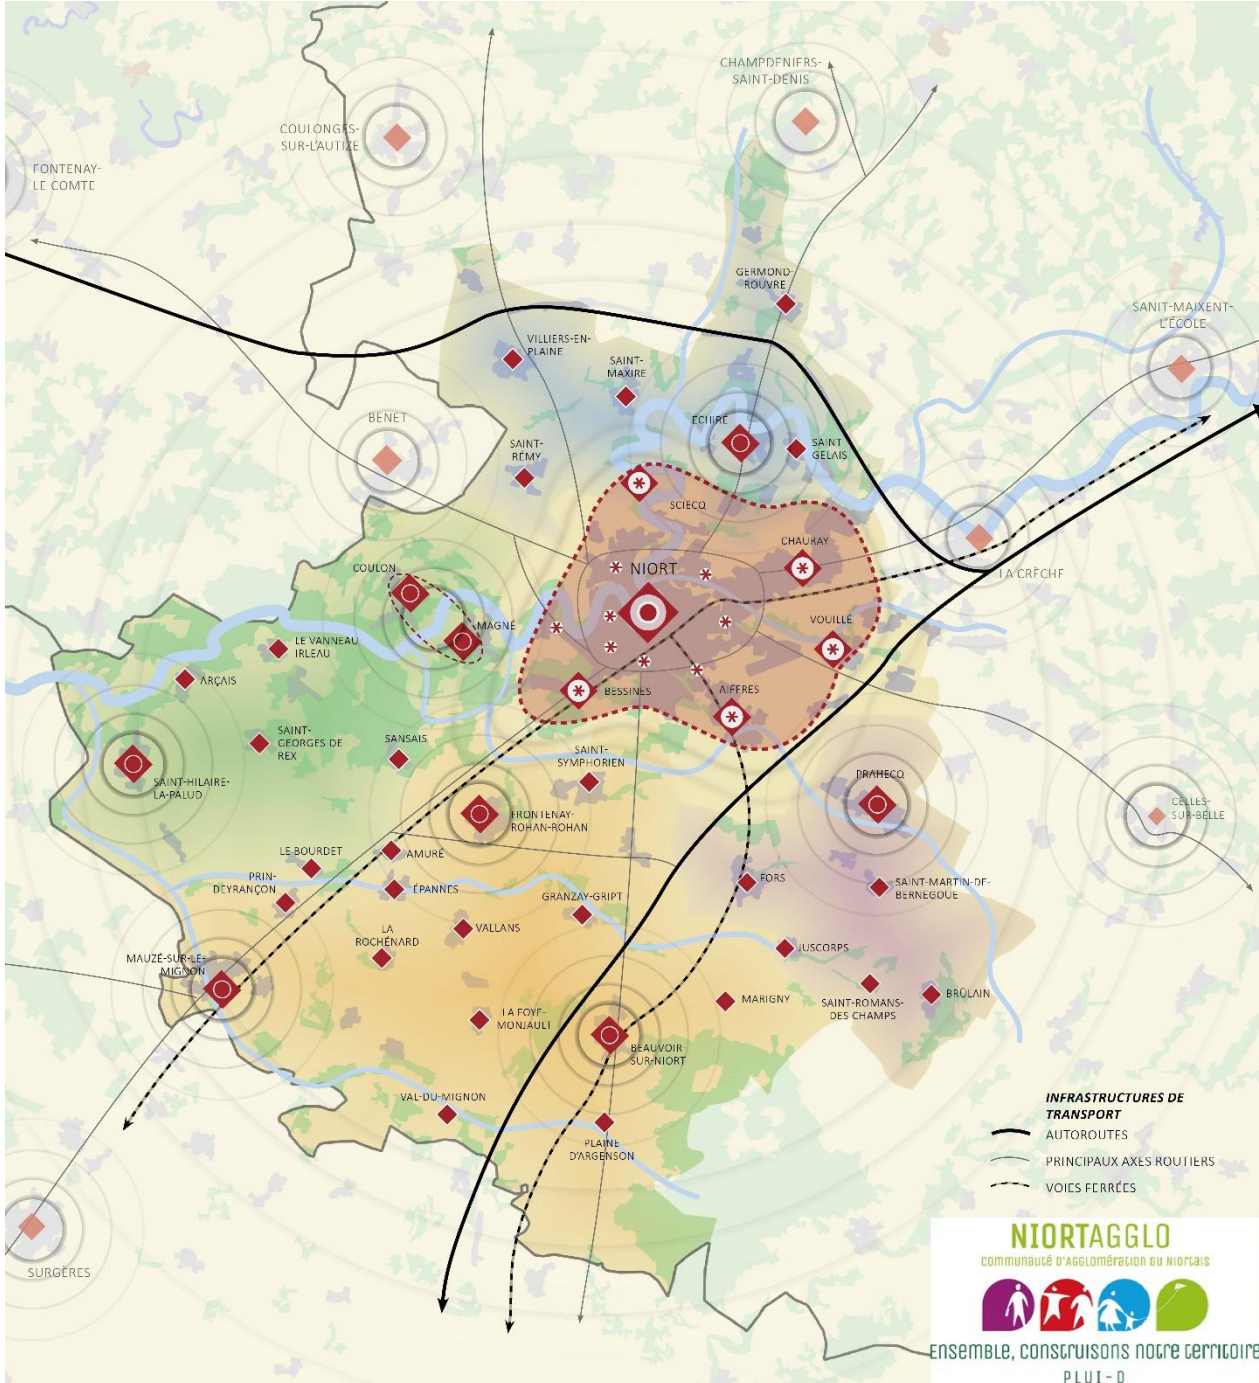 CHAMPDENIERS-
SAINT-DENIS
COULONGES-
SUR-L'AUTIZE
FONTENAY-
LE COMTE
GERMOND-
ROUVRE
SANIT-MAIXENT-
L'ÉCOLE
VILLIERS-EN-
PLAINE
SAINT-
MAXIRE
BENET
ÉCHIRÉ
SAINT
GELAIS
SAINT-
RÉMY
SCIECQ
CHAURAY
NIORT
COULON
LA CRÈCHE
MAGNÉ
VOUILLÉ
LE VANNEAU
IRLEAU
ARÇAIS
BESSINES
AIFFRES
SAINT-
GEORGES DE
REX
SANSAIS
SAINT-
SYMPHORIEN
SAINT-HILAIRE-
LA-PALUD
PRAHECQ
FRONTENAY-
ROHAN-ROHAN
CELLES-
SUR-BELLE
LE BOURDET
AMURÉ
PRIN-
DEYRANÇON
ÉPANNES
FORS
SAINT-MARTIN-DE-
BERNEGOUE
GRANZAY-GRIPT
LA
ROCHÉNARD
VALLANS
JUSCORPS
MAUZÉ-SUR-LE-
MIGNON
MARIGNY
SAINT-ROMANS-
DES CHAMPS
BRÛLAIN
LA FOYE-
MONJAULT
BEAUVOIR-
SUR-NIORT
VAL-DU-MIGNON
PLAINE
D'ARGENSON
SURGÈRES
INFRASTRUCTURES DE
TRANSPORT
AUTOROUTES
PRINCIPAUX AXES ROUTIERS
VOIES FERRÉES
NIORTAGGLO
COMMUNAUTÉ D'AGGLOMÉRATION DU NIORTAIS
ENSEMBLE, CONSTRUISONS NOTRE TERRITOIRE
PLUI-D